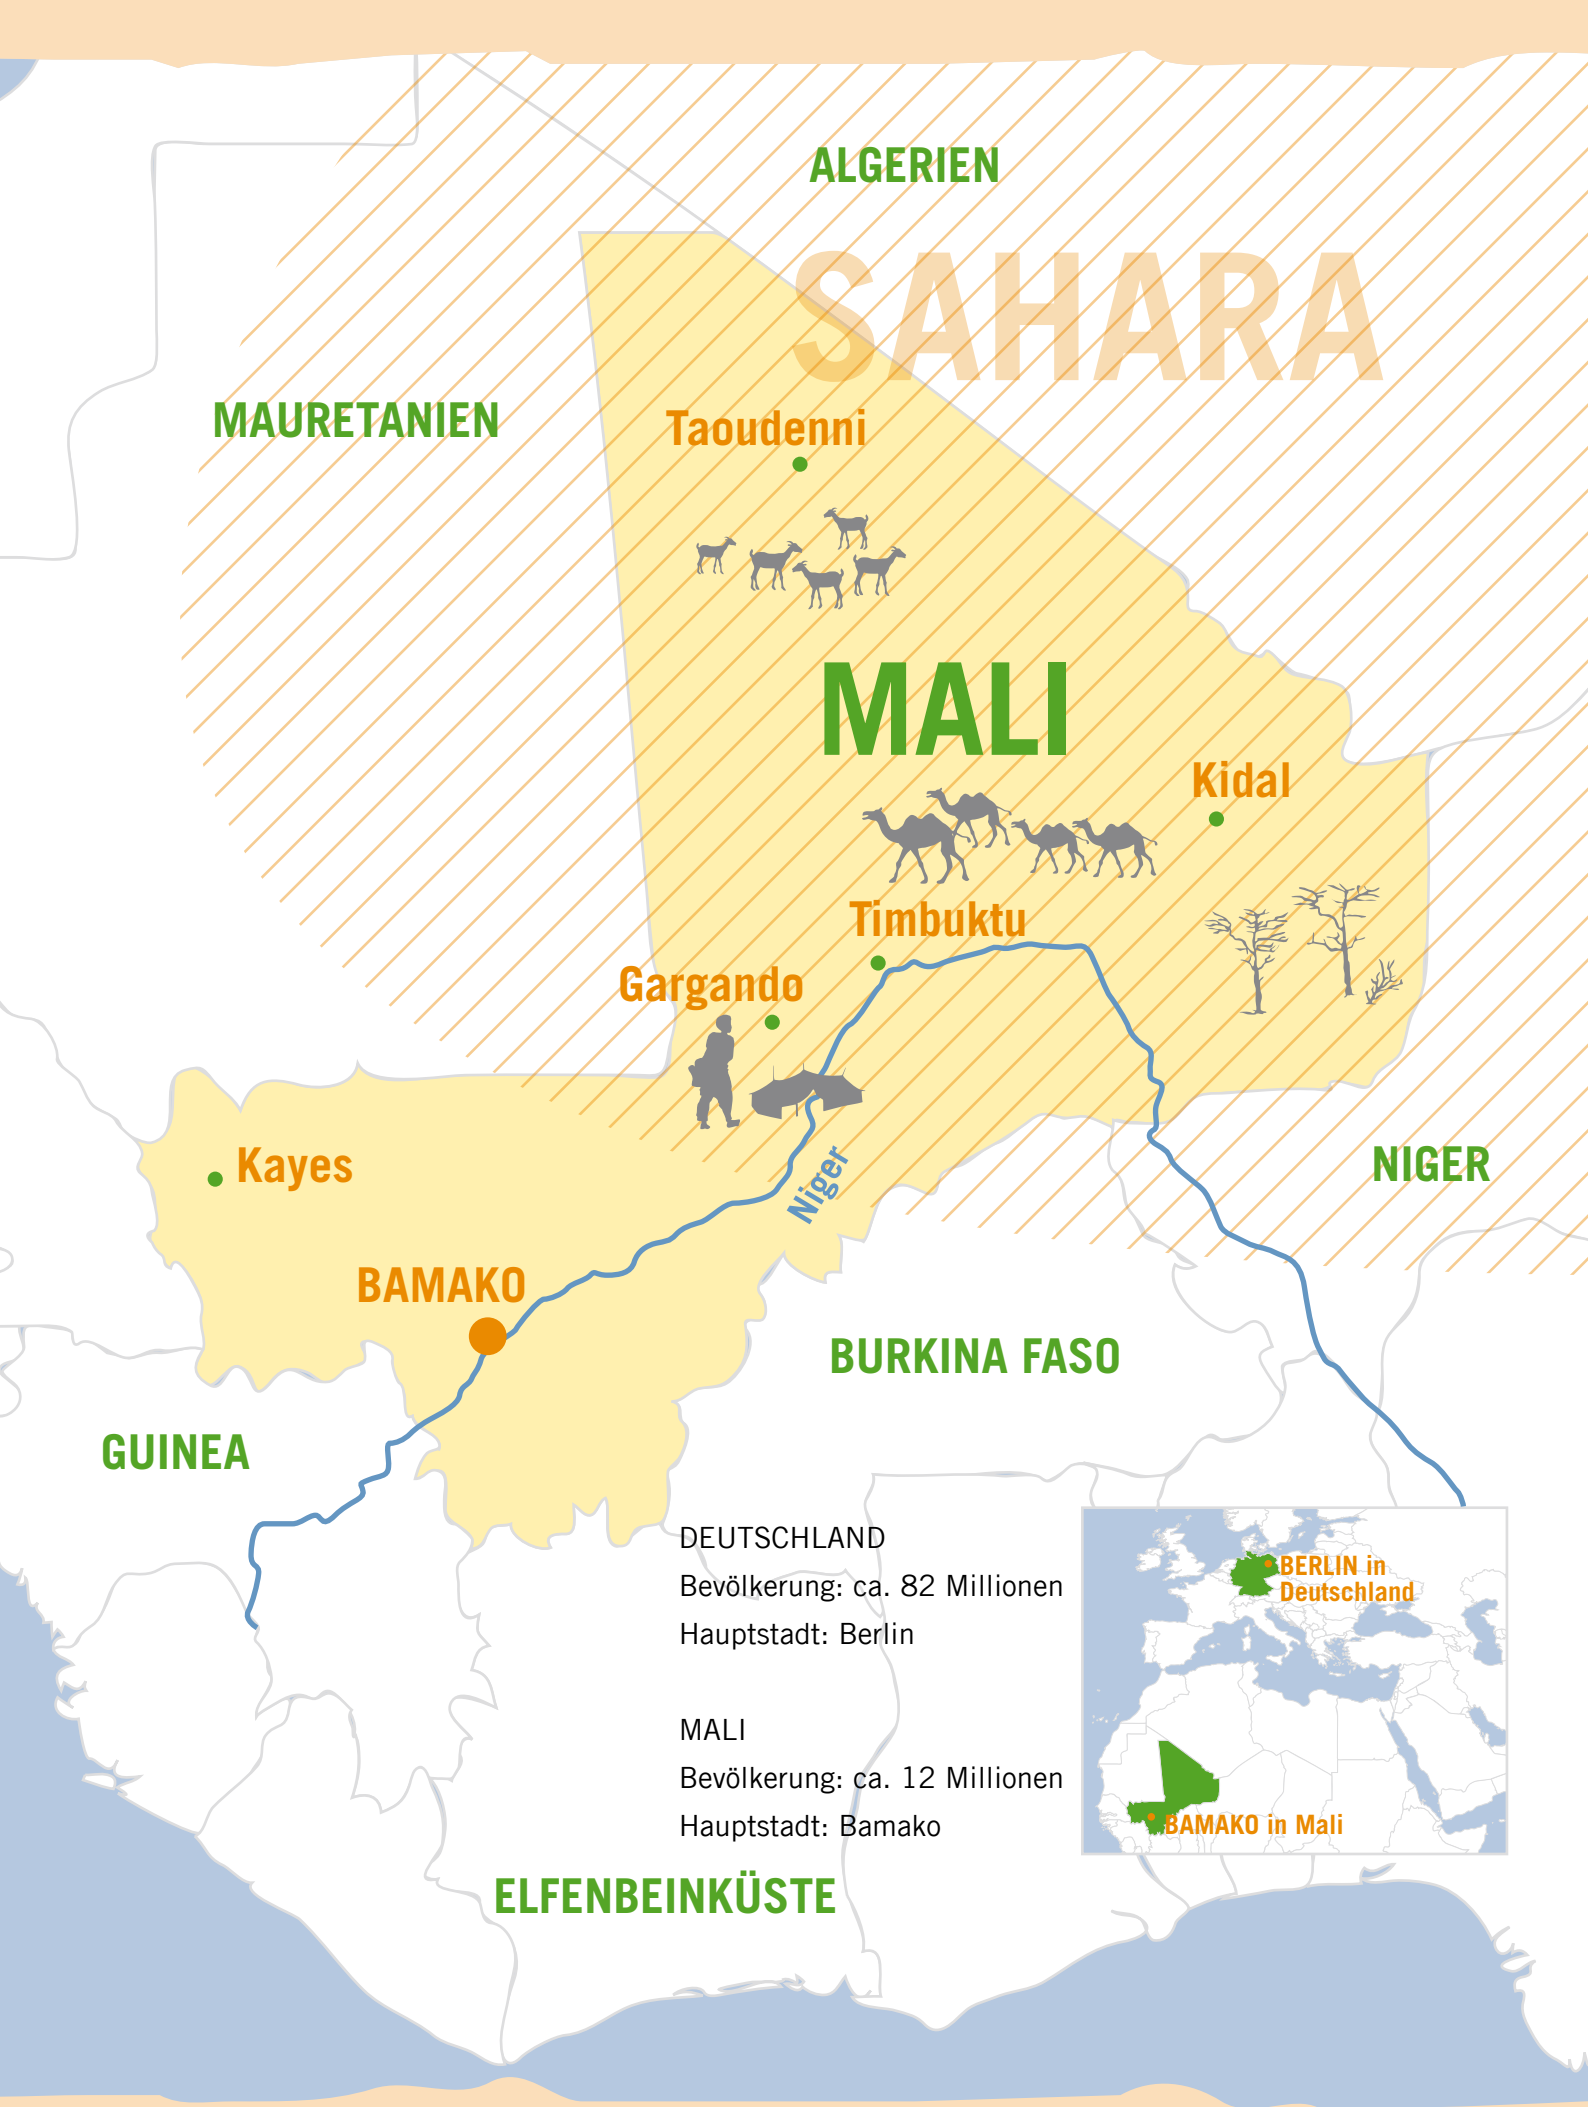 ALGERIEN
SAHARA
MAURETANIEN
Taoudenni
MALI
Kidal
Timbuktu
Gargando
Niger
NIGER
Kayes
BAMAKO
BURKINA FASO
GUINEA
DEUTSCHLAND
Bevölkerung: ca. 82 Millionen
Hauptstadt: Berlin
MALI
Bevölkerung: ca. 12 Millionen
Hauptstadt: Bamako
BERLIN in
Deutschland
BAMAKO in Mali
ELFENBEINKÜSTE